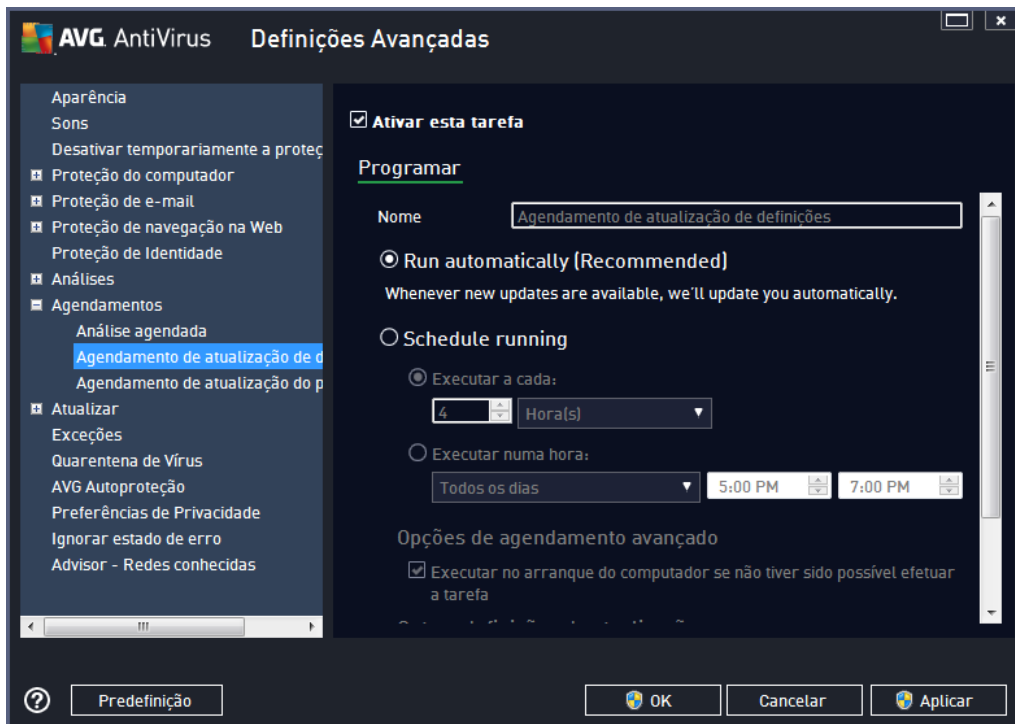 AVG. AntiVirus Definições Avançadas
Aparência
Sons
Desativar temporariamente a proteç
Proteção do computador
Proteção de e-mail
Proteção de navegação na Web
Proteção de Identidade
Análises
Agendamentos
Análise agendada
Agendamento de atualização de d
Agendamento de atualização do p
Atualizar
Exceções
Quarentena de Vírus
AVG Autoproteção
Preferências de Privacidade
Ignorar estado de erro
Advisor - Redes conhecidas
Ativar esta tarefa
Programar
Nome Agendamento de atualização de definições
Run automatically (Recommended)
Whenever new updates are available, we'll update you automatically.
Schedule running
Executar a cada:
4 Hora(s)
Executar numa hora:
Todos os dias 5:00 PM 7:00 PM
Opções de agendamento avançado
Executar no arranque do computador se não tiver sido possível efetuar
a tarefa
Predefinição OK Cancelar Aplicar